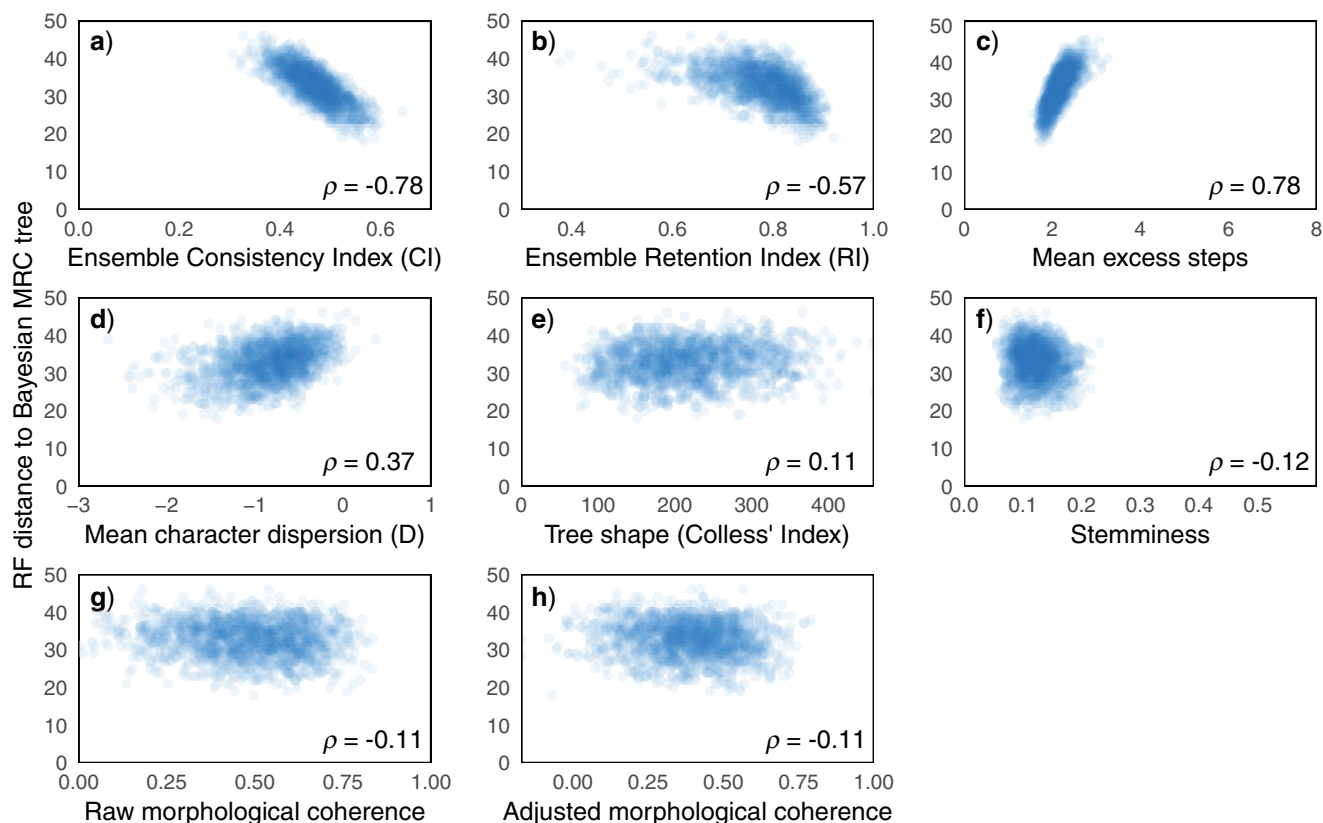 RF distance to Bayesian MRC tree
50
40
30
20
10
0
a)
ρ = -0.78
0.0 0.2 0.4 0.6
Ensemble Consistency Index (CI)
50
40
30
20
10
0
b)
ρ = -0.57
0.4 0.6 0.8 1.0
Ensemble Retention Index (RI)
50
40
30
20
10
0
c)
ρ = 0.78
0 2 4 6 8
Mean excess steps
50
40
30
20
10
0
d)
ρ = 0.37
−3 −2 −1 0 1
Mean character dispersion (D)
50
40
30
20
10
0
e)
ρ = 0.11
0 100 200 300 400
Tree shape (Colless' Index)
50
40
30
20
10
0
f)
ρ = -0.12
0.0 0.1 0.2 0.3 0.5
Stemminess
50
40
30
20
10
0
g)
ρ = -0.11
0.00 0.25 0.50 0.75 1.00
Raw morphological coherence
50
40
30
20
10
0
h)
ρ = -0.11
0.00 0.25 0.50 0.75 1.00
Adjusted morphological coherence